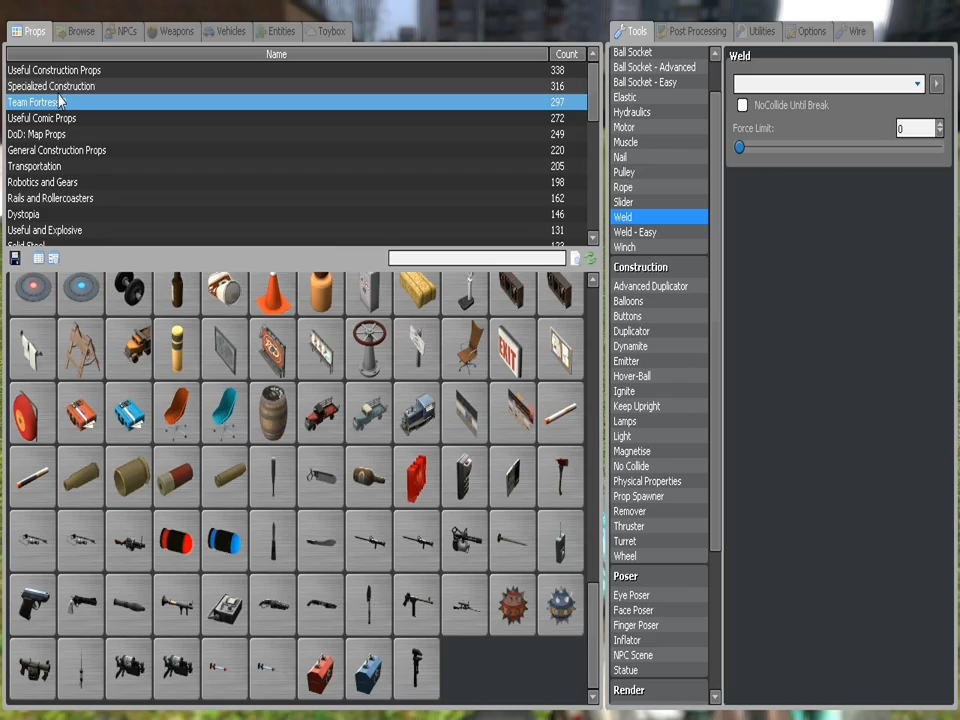 Props
Browse
NPCs
Weapons
Vehicles
Entities
Toybox
Name
Count
Useful Construction Props
338
Specialized Construction
316
Team Fortress
297
Useful Comic Props
272
DoD: Map Props
249
General Construction Props
220
Transportation
205
Robotics and Gears
198
Rails and Rollercoasters
162
Dystopia
146
Useful and Explosive
131
EXIT
Tools
Post Processing
Utilities
Options
Wire
Ball Socket
Ball Socket - Advanced
Ball Socket - Easy
Elastic
Hydraulics
Motor
Muscle
Nail
Pulley
Rope
Slider
Weld
Weld - Easy
Winch
Construction
Advanced Duplicator
Balloons
Buttons
Duplicator
Dynamite
Emitter
Hover-Ball
Ignite
Keep Upright
Lamps
Light
Magnetise
No Collide
Physical Properties
Prop Spawner
Remover
Thruster
Turret
Wheel
Poser
Eye Poser
Face Poser
Finger Poser
Inflator
NPC Scene
Statue
Render
Weld
NoCollide Until Break
Force Limit:
0